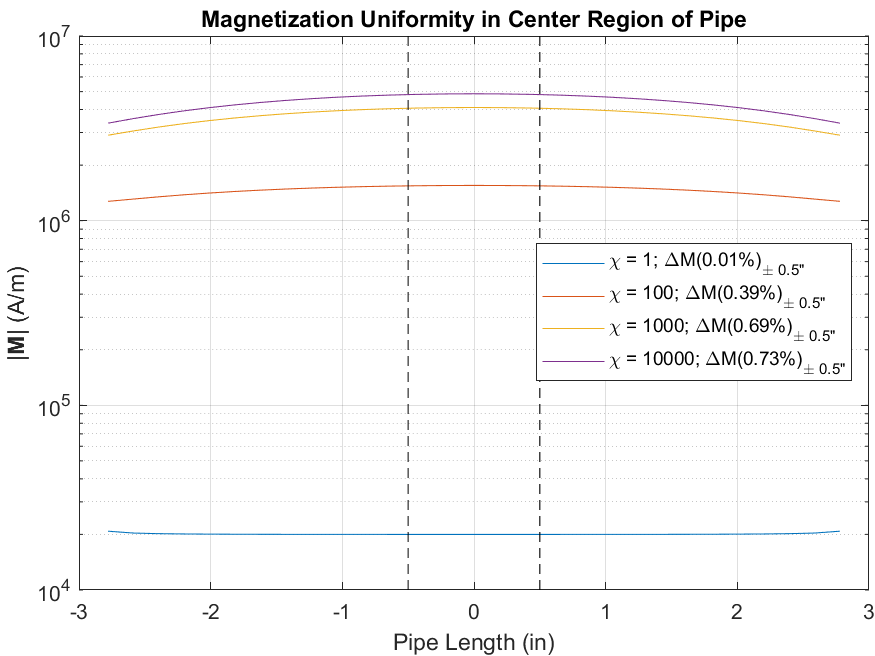 Magnetization Uniformity in Center Region of Pipe
10^7
10^6
10^5
10^4
|M| (A/m)
χ = 1; ΔM(0.01%)± 0.5"
χ = 100; ΔM(0.39%)± 0.5"
χ = 1000; ΔM(0.69%)± 0.5"
χ = 10000; ΔM(0.73%)± 0.5"
-3 -2 -1 0 1 2 3
Pipe Length (in)